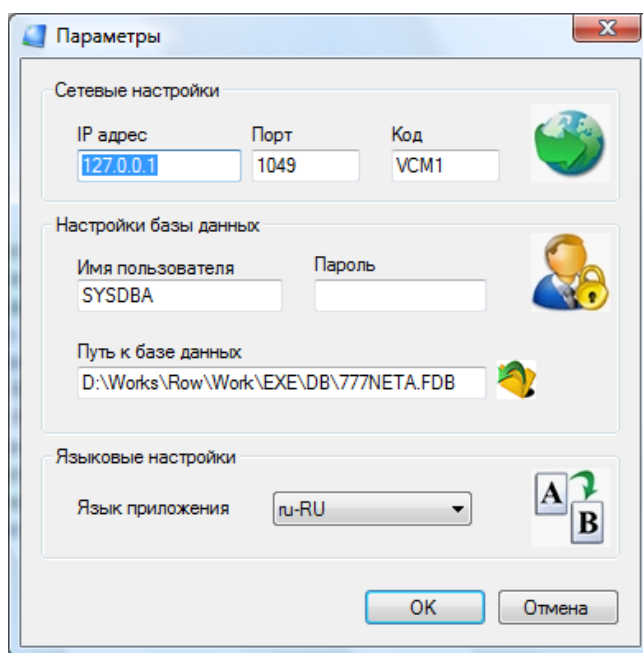 Параметры
Сетевые настройки
IP адрес Порт Код
127.0.0.1 1049 VCM1
Настройки базы данных
Имя пользователя Пароль
SYSDBA
Путь к базе данных
D:\Works\Row\Work\EXE\DB\777NETA.FDB
Языковые настройки
Язык приложения ru-RU
A
B
OK Отмена